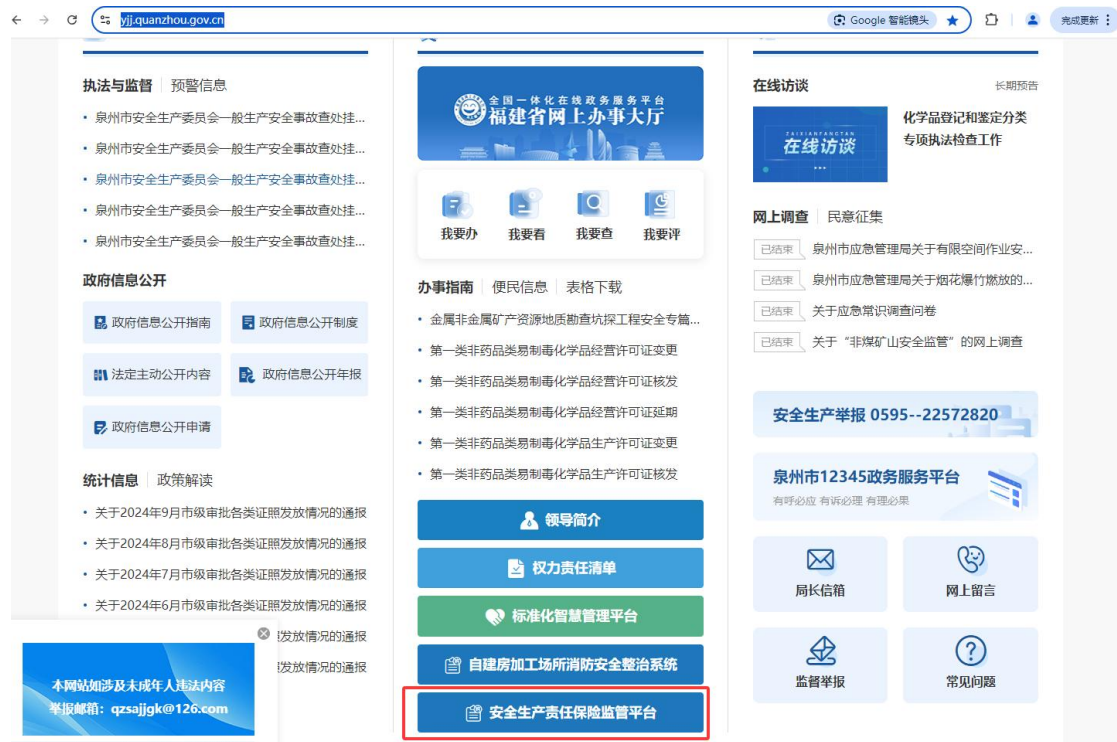 yjj.quanzhou.gov.cn
Google 智能镜头
完成更新
执法与监督
预警信息
泉州市安全生产委员会一般生产安全事故查处挂...
泉州市安全生产委员会一般生产安全事故查处挂...
泉州市安全生产委员会一般生产安全事故查处挂...
泉州市安全生产委员会一般生产安全事故查处挂...
泉州市安全生产委员会一般生产安全事故查处挂...
政府信息公开
政府信息公开指南
政府信息公开制度
法定主动公开内容
政府信息公开年报
政府信息公开申请
统计信息
政策解读
关于2024年9月市级审批各类证照发放情况的通报
关于2024年8月市级审批各类证照发放情况的通报
关于2024年7月市级审批各类证照发放情况的通报
关于2024年6月市级审批各类证照发放情况的通报
发放情况的通报
发放情况的通报
本网站如涉及未成年人违法内容
举报邮箱：qzsajjgk@126.com
全国一体化在线政务服务平台
福建省网上办事大厅
我要办
我要看
我要查
我要评
办事指南
便民信息
表格下载
金属非金属矿产资源地质勘查坑探工程安全专篇...
第一类非药品类易制毒化学品经营许可证变更
第一类非药品类易制毒化学品经营许可证核发
第一类非药品类易制毒化学品经营许可证延期
第一类非药品类易制毒化学品生产许可证变更
第一类非药品类易制毒化学品生产许可证核发
领导简介
权力责任清单
标准化智慧管理平台
自建房加工场所消防安全整治系统
安全生产责任保险监管平台
在线访谈
长期预告
ZAIXIANFANGTAN
在线访谈
化学品登记和鉴定分类
专项执法检查工作
网上调查
民意征集
已结束 泉州市应急管理局关于有限空间作业安...
已结束 泉州市应急管理局关于烟花爆竹燃放的...
已结束 关于应急常识调查问卷
已结束 关于“非煤矿山安全监管”的网上调查
安全生产举报 0595--22572820
泉州市12345政务服务平台
有呼必应 有诉必理 有理必果
局长信箱
网上留言
监督举报
常见问题